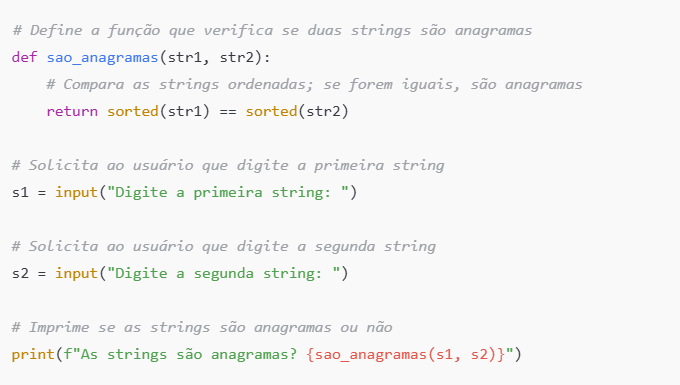 # Define a função que verifica se duas strings são anagramas
def sao_anagramas(str1, str2):
    # Compara as strings ordenadas; se forem iguais, são anagramas
    return sorted(str1) == sorted(str2)

# Solicita ao usuário que digite a primeira string
s1 = input("Digite a primeira string: ")

# Solicita ao usuário que digite a segunda string
s2 = input("Digite a segunda string: ")

# Imprime se as strings são anagramas ou não
print(f"As strings são anagramas? {sao_anagramas(s1, s2)}")